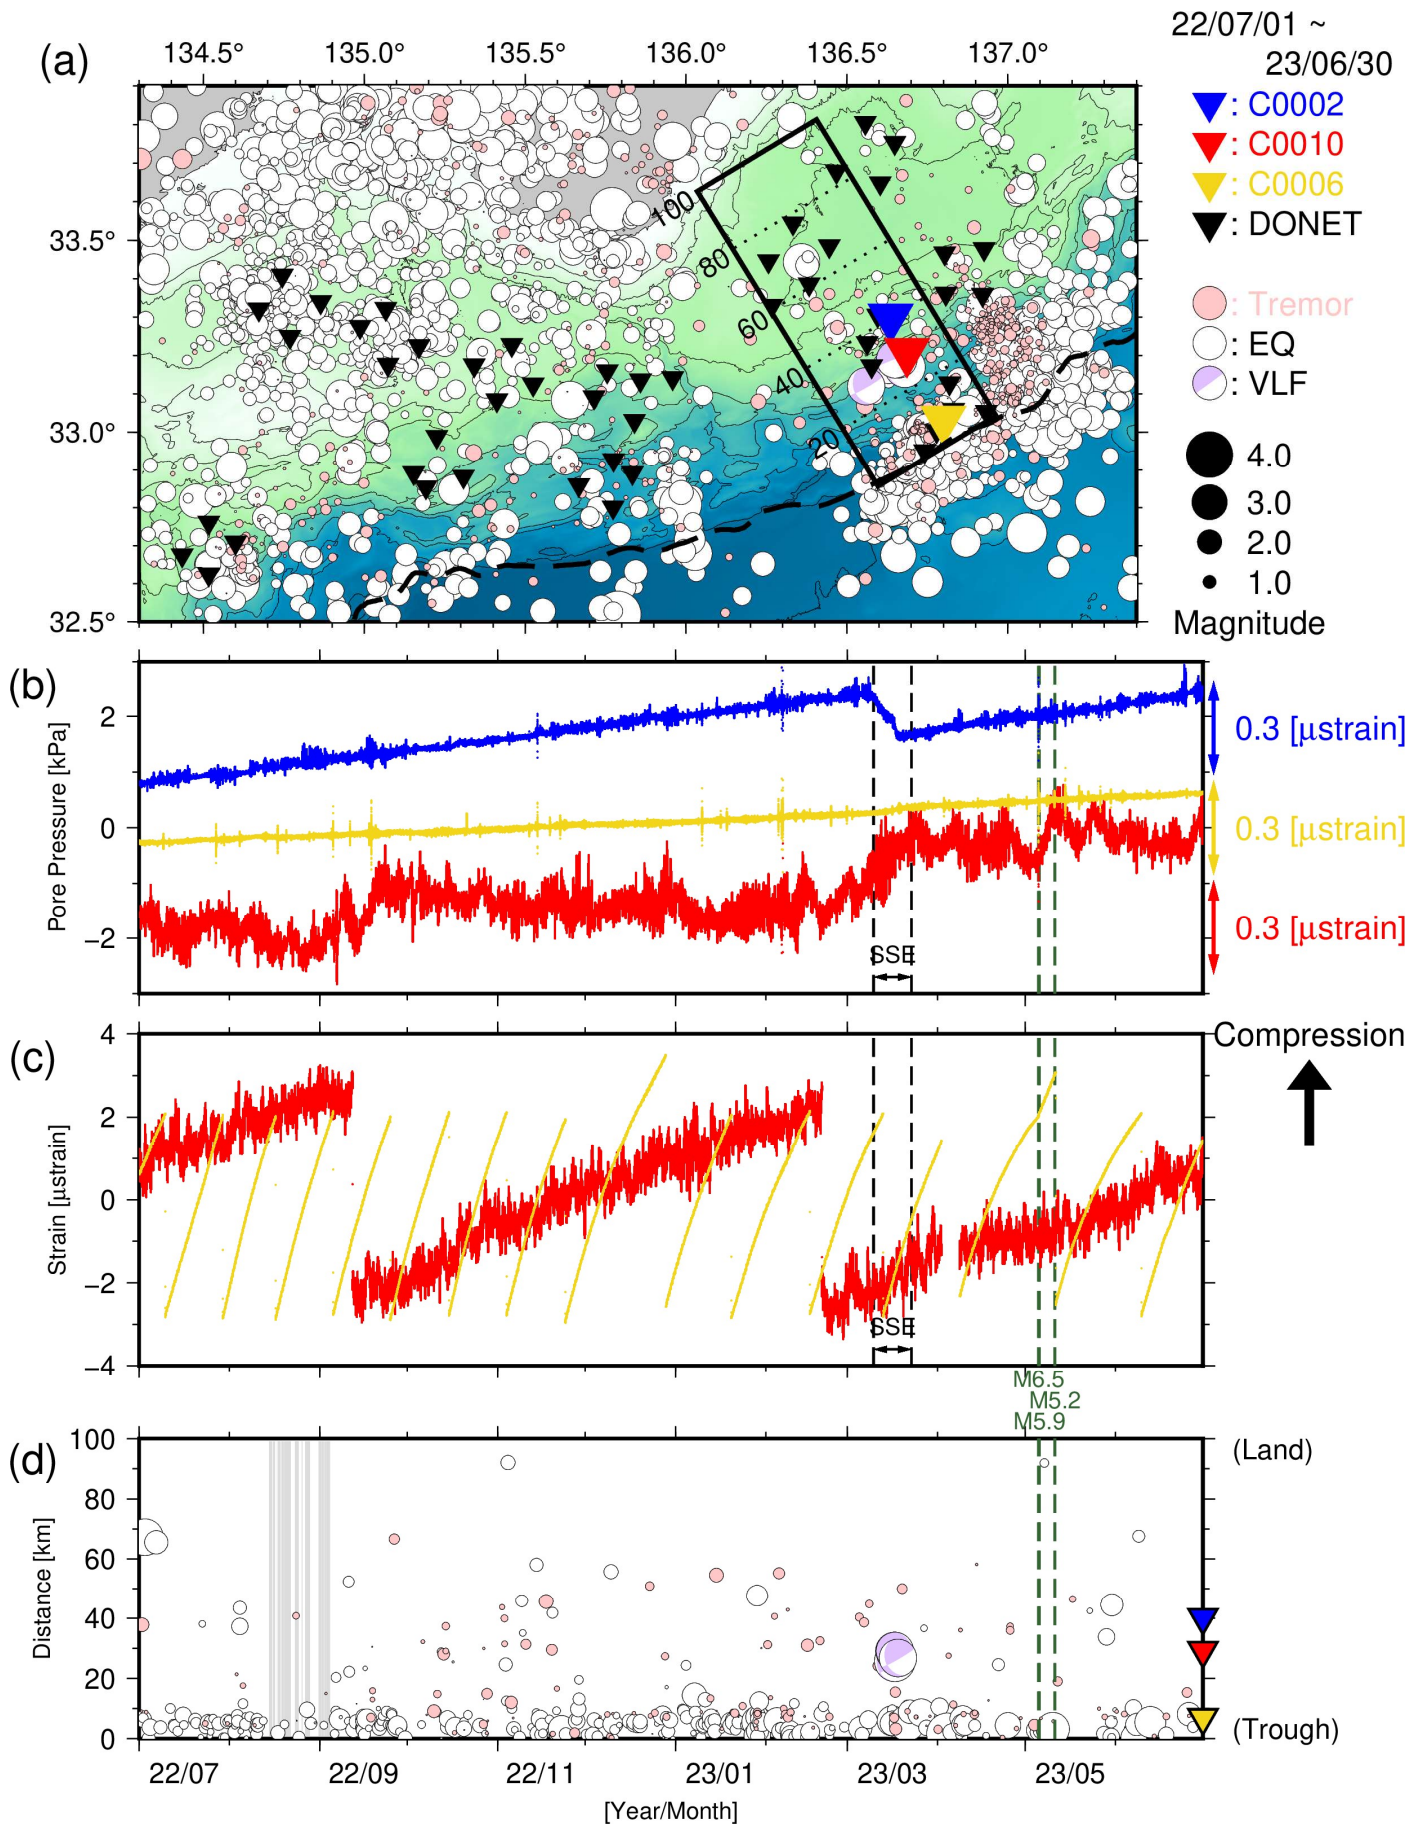 (a)
134.5° 135.0° 135.5° 136.0° 136.5° 137.0°
22/07/01 ~
23/06/30
: C0002
: C0010
: C0006
: DONET
: Tremor
: EQ
: VLF
4.0
3.0
2.0
1.0
Magnitude
33.5°
33.0°
32.5°
100
80
60
40
20
(b)
Pore Pressure [kPa]
2
0
−2
0.3 [μstrain]
0.3 [μstrain]
0.3 [μstrain]
SSE
(c)
Strain [μstrain]
4
2
0
−2
−4
Compression
SSE
M6.5
M5.2
M5.9
(d)
Distance [km]
100
80
60
40
20
0
(Land)
(Trough)
22/07 22/09 22/11 23/01 23/03 23/05
[Year/Month]